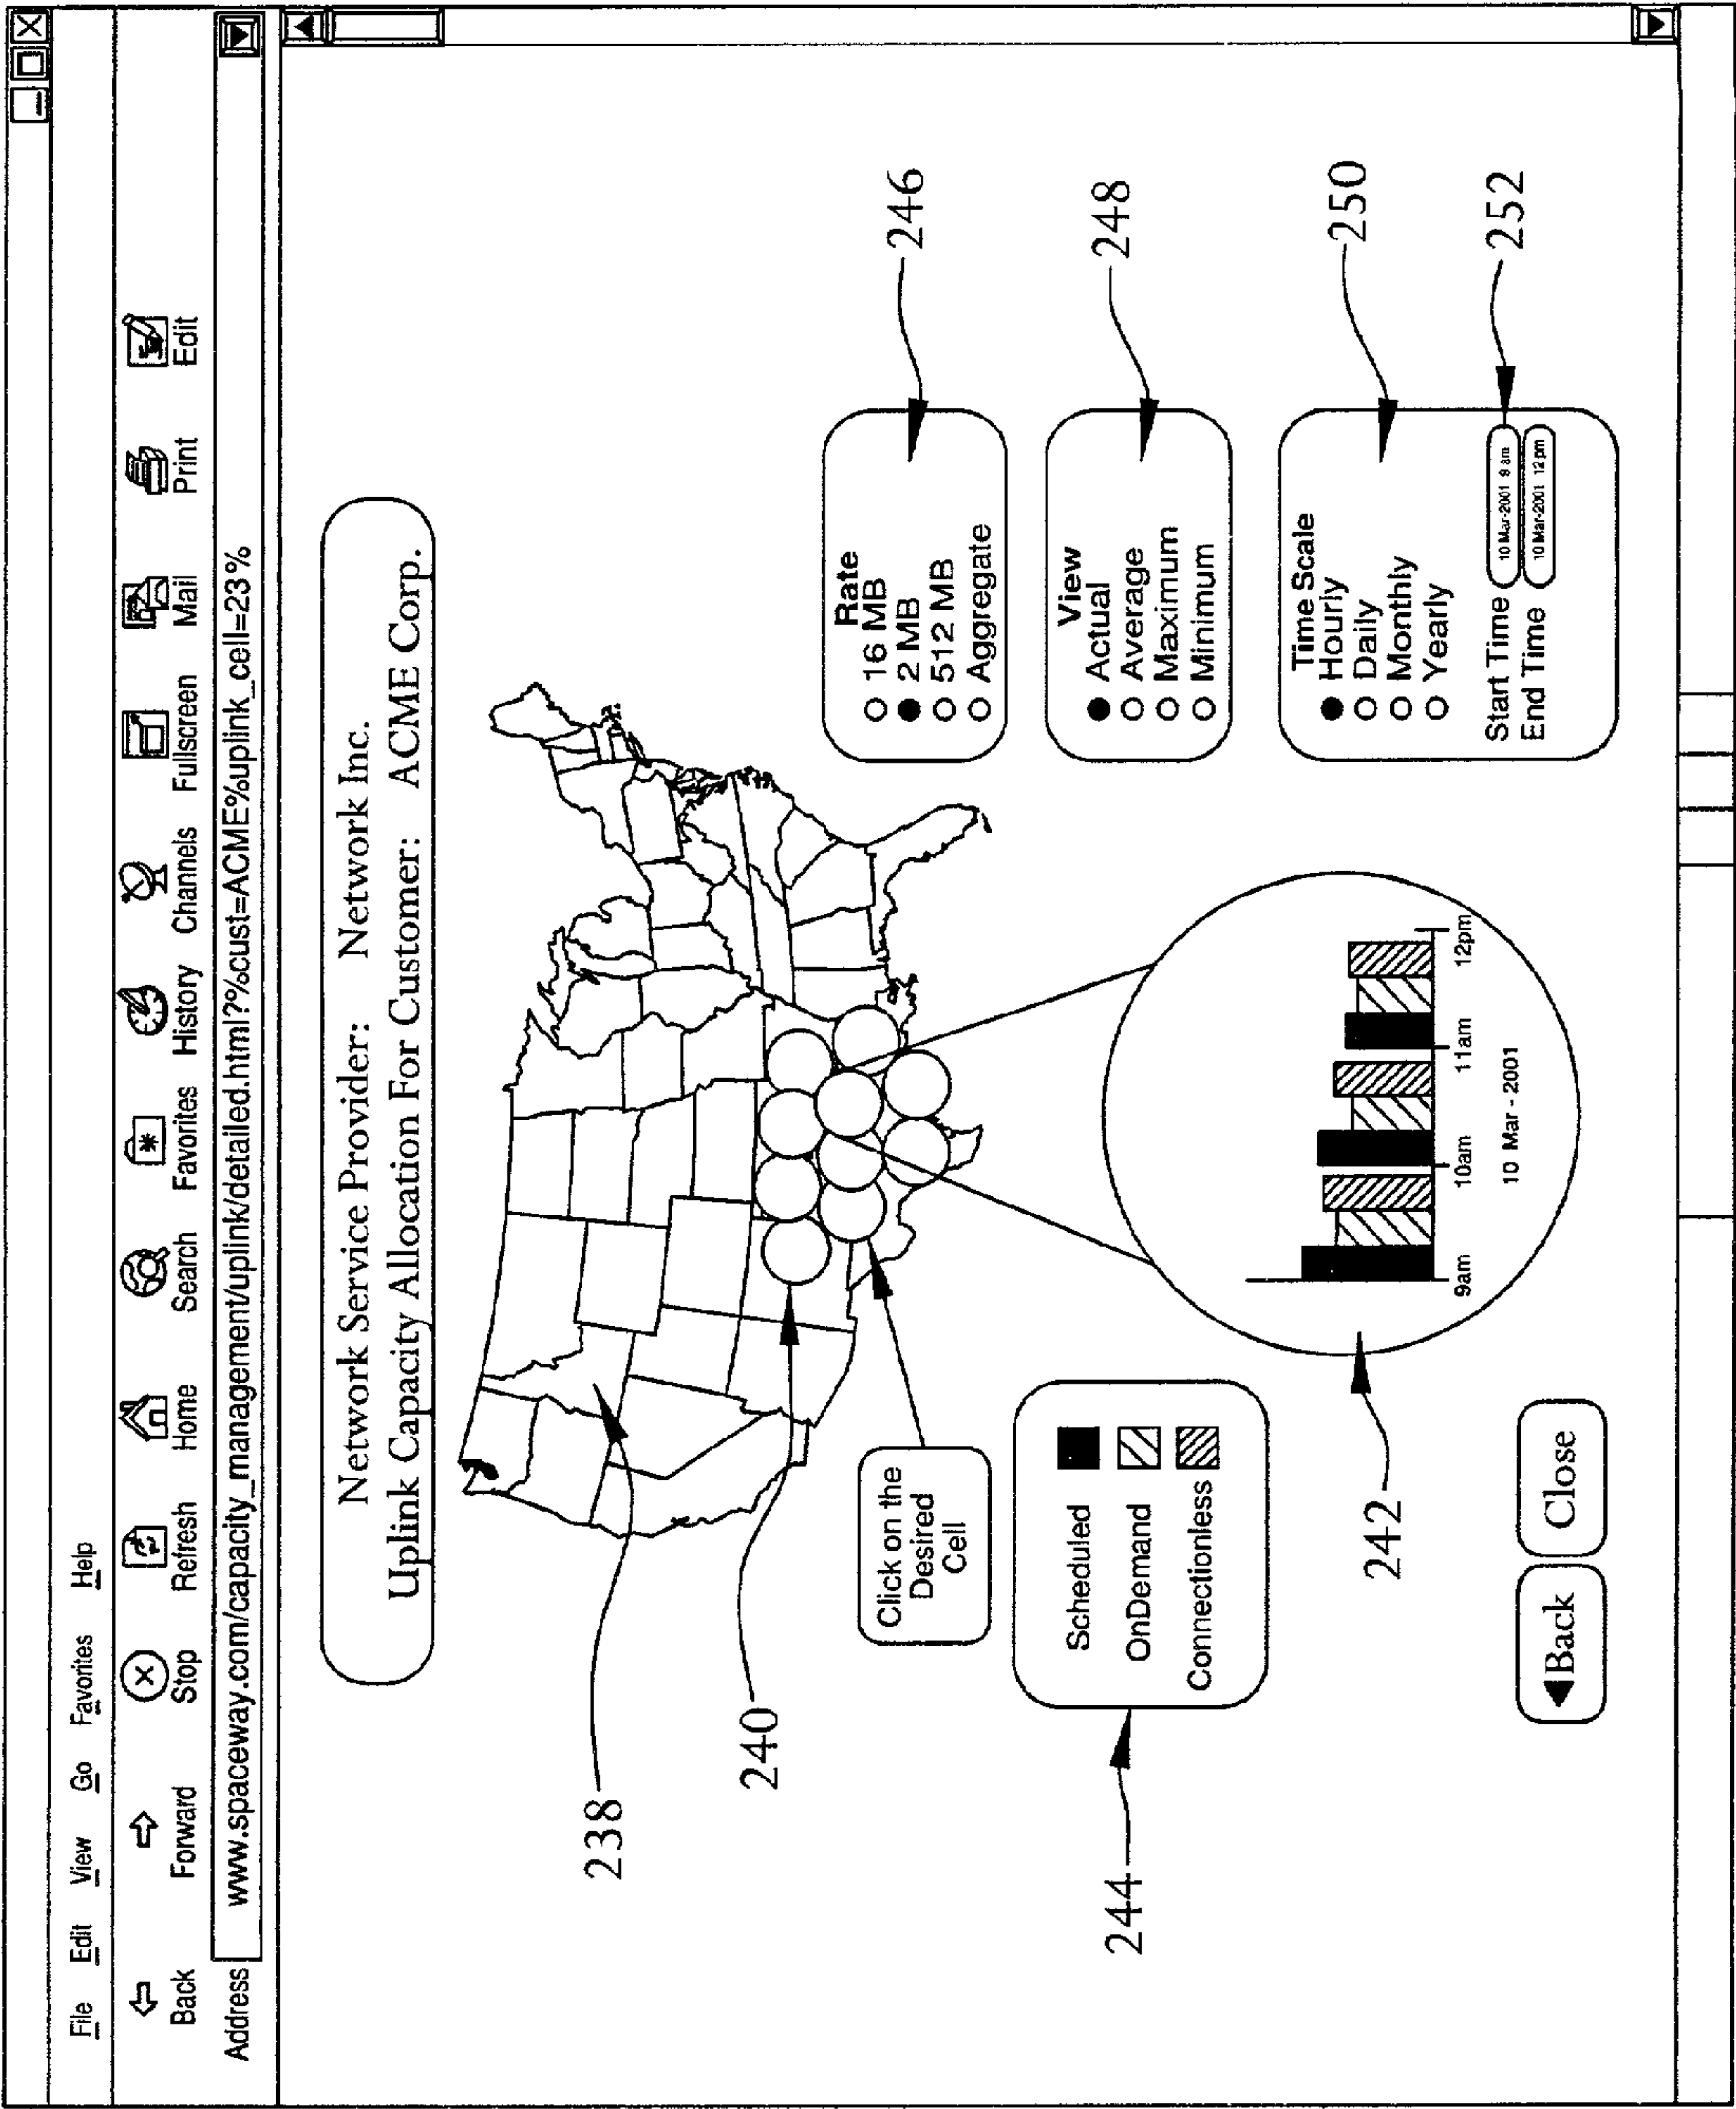 File Edit View Go Favorites Help
Back Forward Stop Refresh Home Search Favorites History Channels Fullscreen Mail Print Edit
Address www.spaceway.com/capacity_management/uplink/detailed.html?%cust=ACME%uplink_cell=23%
Network Service Provider: Network Inc.
Uplink Capacity Allocation For Customer: ACME Corp.
238
240
Click on the
Desired
Cell
244
Scheduled
OnDemand
Connectionless
242
9am 10am 11am 12pm
10 Mar - 2001
Rate
16 MB
2 MB
512 MB
Aggregate
246
View
Actual
Average
Maximum
Minimum
248
Time Scale
Hourly
Daily
Monthly
Yearly
250
Start Time 10 Mar-2001 9 am
End Time 10 Mar-2001 12 pm
252
Back Close